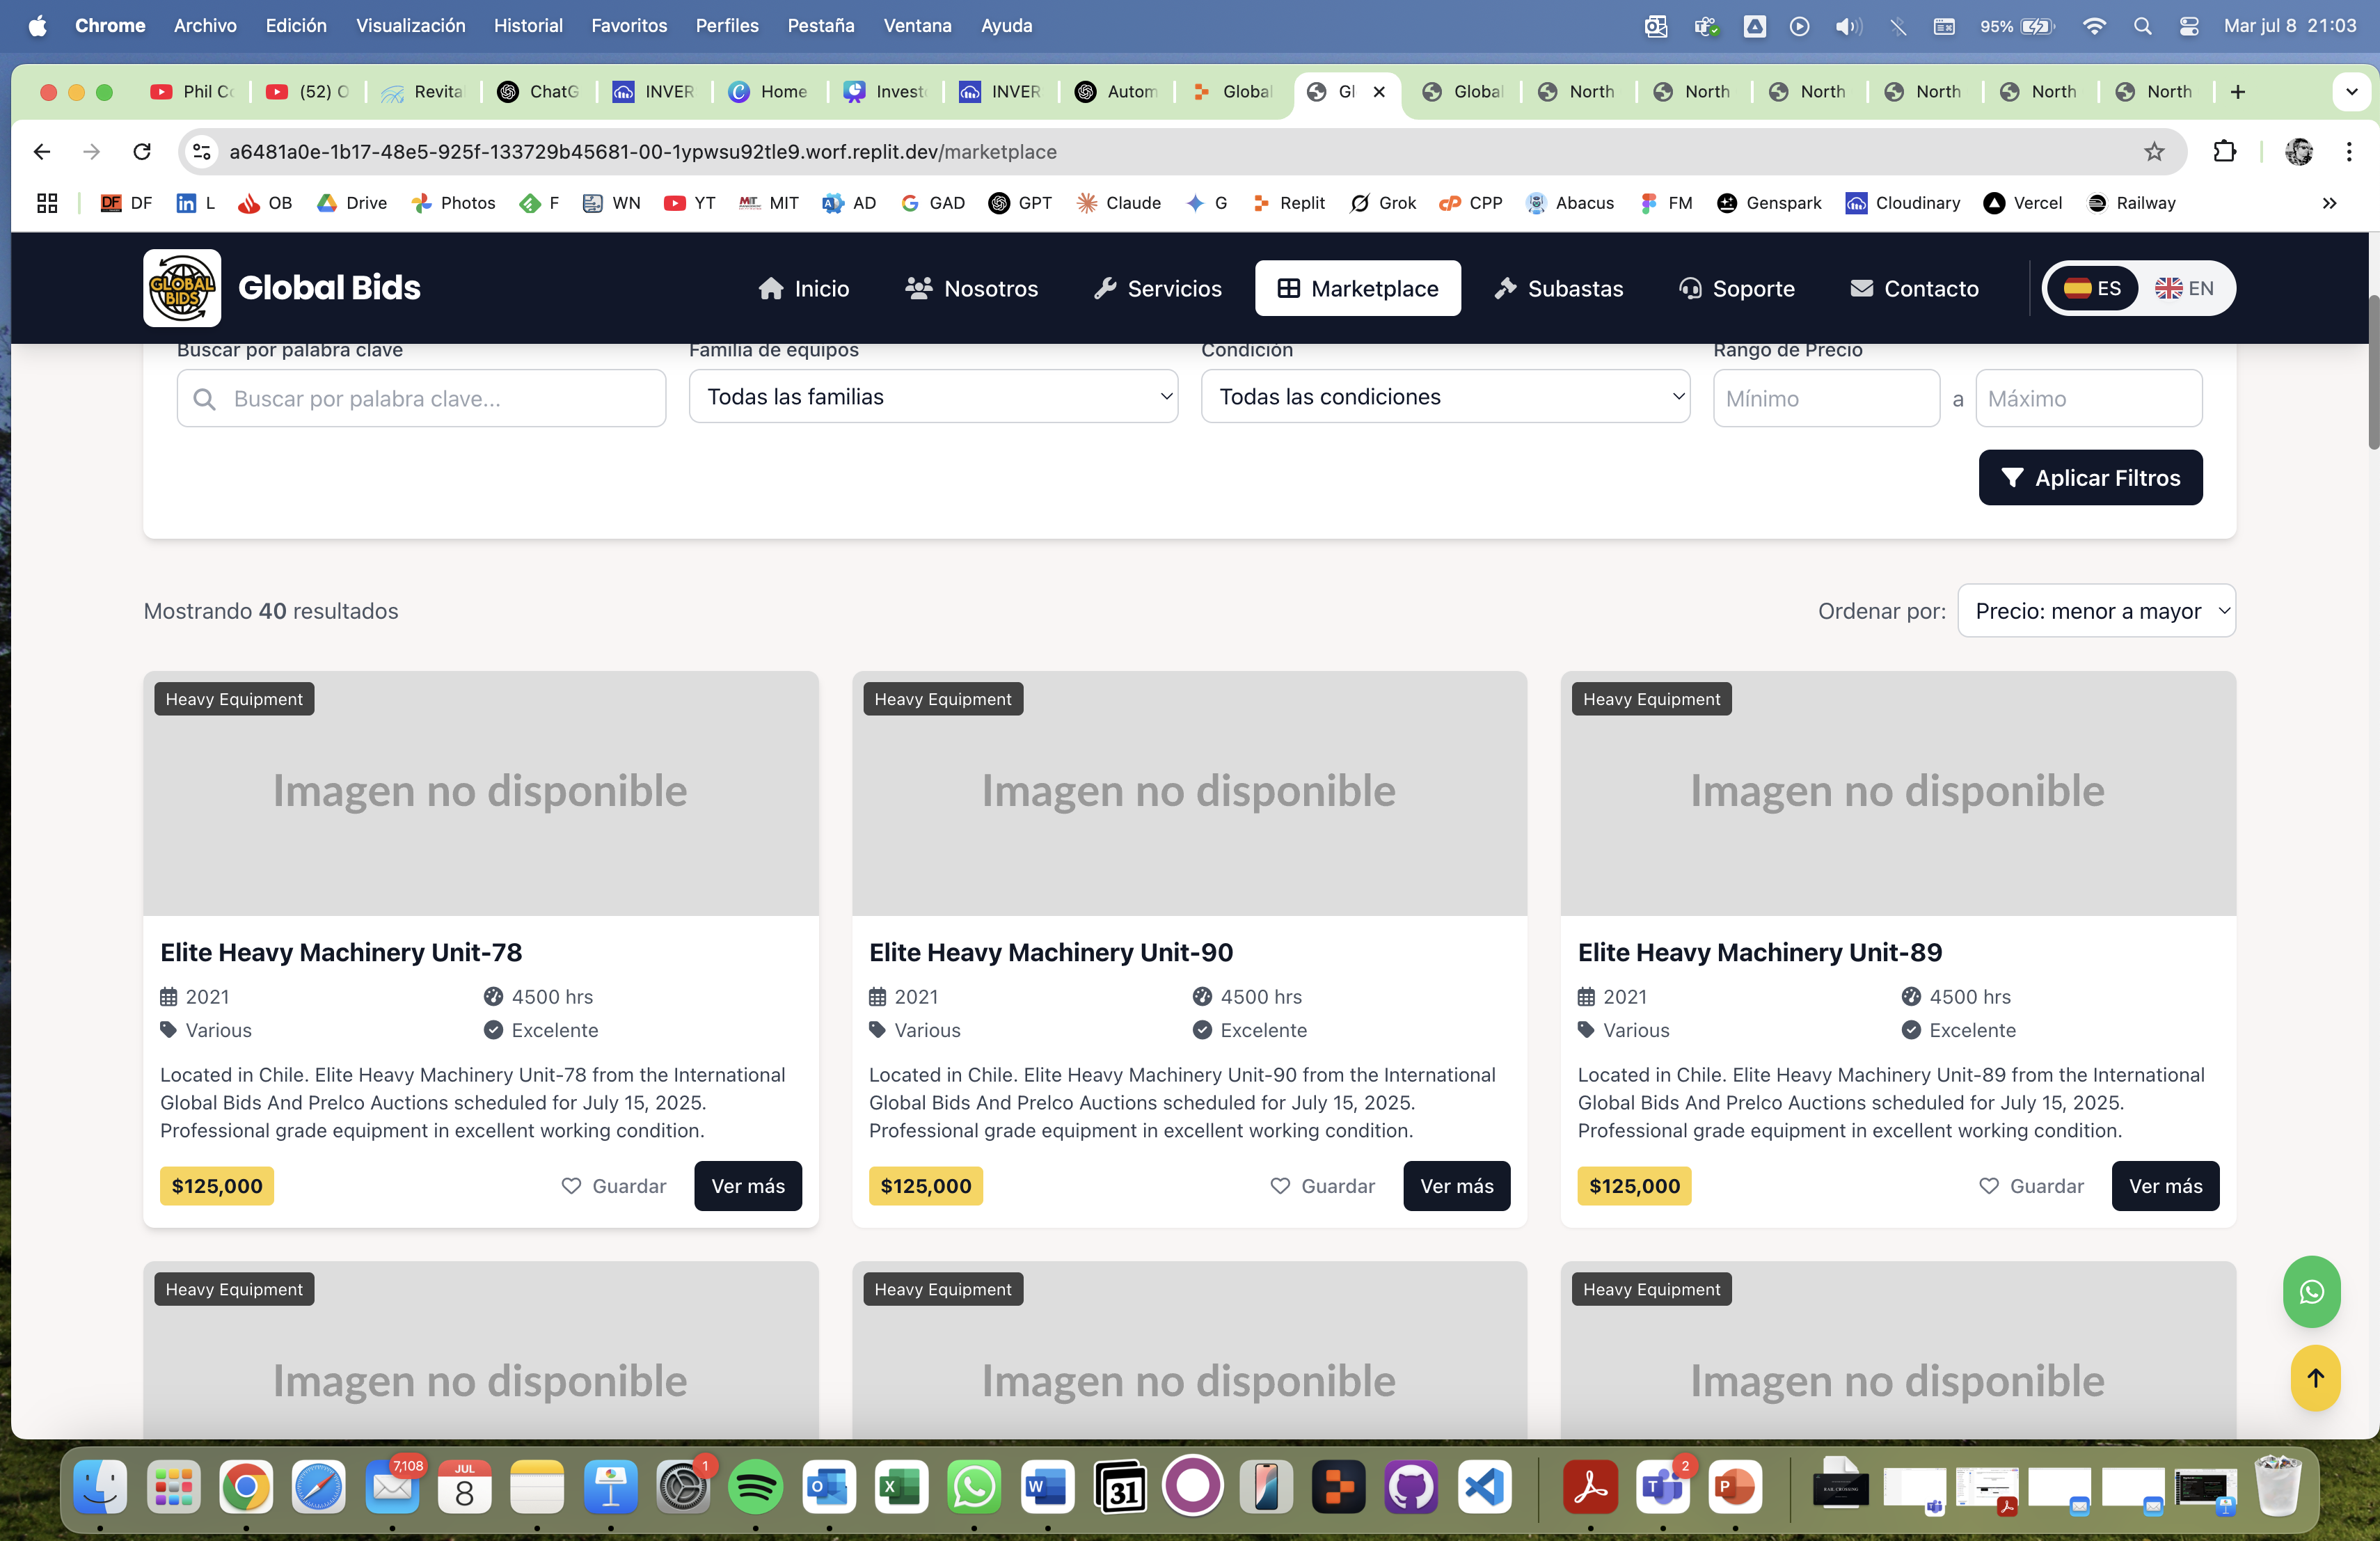 Chrome Archivo Edición Visualización Historial Favoritos Perfiles Pestaña Ventana Ayuda 95% Mar jul 8 21:03
Phil Co (52) O Revital ChatG INVER Home Invest INVER Autom Global Gl Global North North North North North North
a6481a0e-1b17-48e5-925f-133729b45681-00-1ypwsu92tle9.worf.replit.dev/marketplace
DF L OB Drive Photos F WN YT MIT AD GAD GPT Claude G Replit Grok CPP Abacus FM Genspark Cloudinary Vercel Railway
GLOBAL BIDS Global Bids Inicio Nosotros Servicios Marketplace Subastas Soporte Contacto ES EN
Buscar por palabra clave Familia de equipos Condición Rango de Precio
Buscar por palabra clave... Todas las familias Todas las condiciones Mínimo a Máximo
Aplicar Filtros
Mostrando 40 resultados Ordenar por: Precio: menor a mayor
Heavy Equipment Heavy Equipment Heavy Equipment
Imagen no disponible Imagen no disponible Imagen no disponible
Elite Heavy Machinery Unit-78
2021 4500 hrs
Various Excelente
Located in Chile. Elite Heavy Machinery Unit-78 from the International
Global Bids And Prelco Auctions scheduled for July 15, 2025.
Professional grade equipment in excellent working condition.
$125,000 Guardar Ver más
Elite Heavy Machinery Unit-90
2021 4500 hrs
Various Excelente
Located in Chile. Elite Heavy Machinery Unit-90 from the International
Global Bids And Prelco Auctions scheduled for July 15, 2025.
Professional grade equipment in excellent working condition.
$125,000 Guardar Ver más
Elite Heavy Machinery Unit-89
2021 4500 hrs
Various Excelente
Located in Chile. Elite Heavy Machinery Unit-89 from the International
Global Bids And Prelco Auctions scheduled for July 15, 2025.
Professional grade equipment in excellent working condition.
$125,000 Guardar Ver más
Heavy Equipment Heavy Equipment Heavy Equipment
Imagen no disponible Imagen no disponible Imagen no disponible
7,108 JUL 8 1 31 2